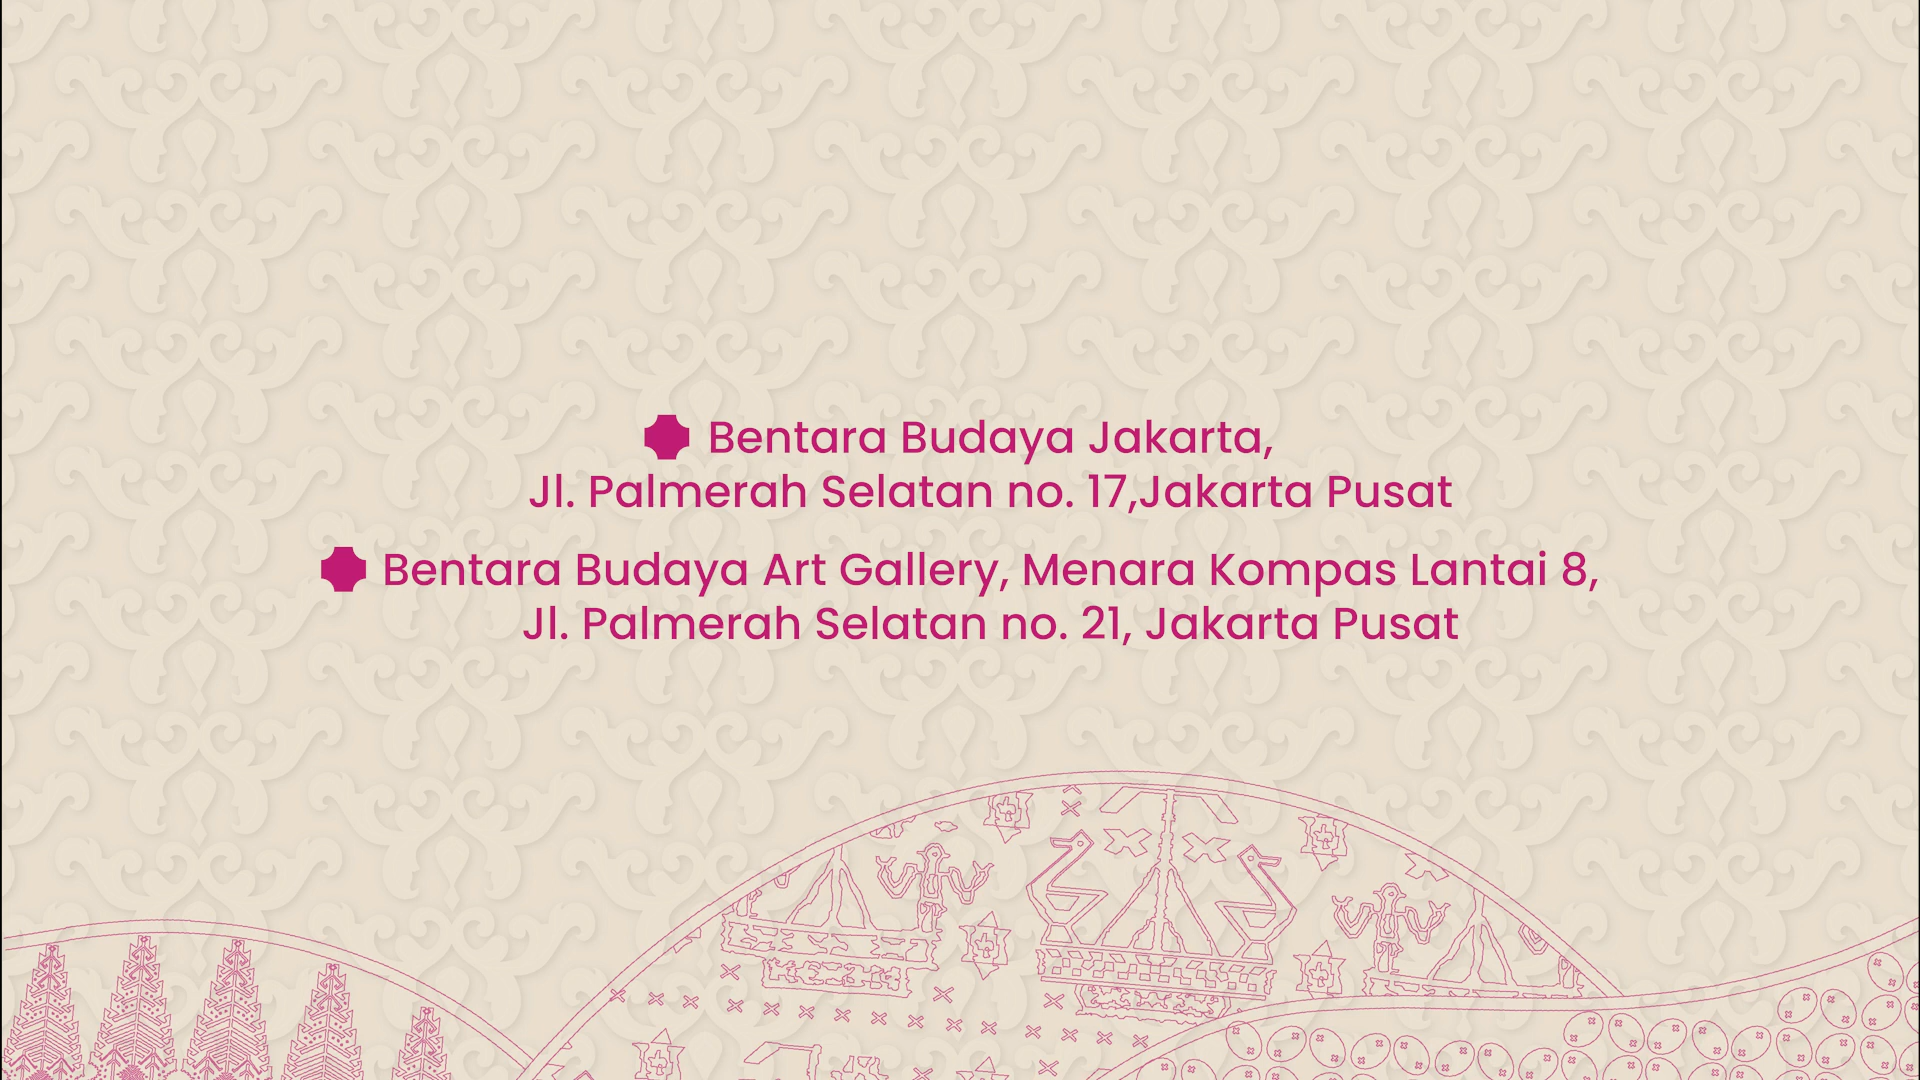 Bentara Budaya Jakarta,
Jl. Palmerah Selatan no. 17,Jakarta Pusat
Bentara Budaya Art Gallery, Menara Kompas Lantai 8,
Jl. Palmerah Selatan no. 21, Jakarta Pusat